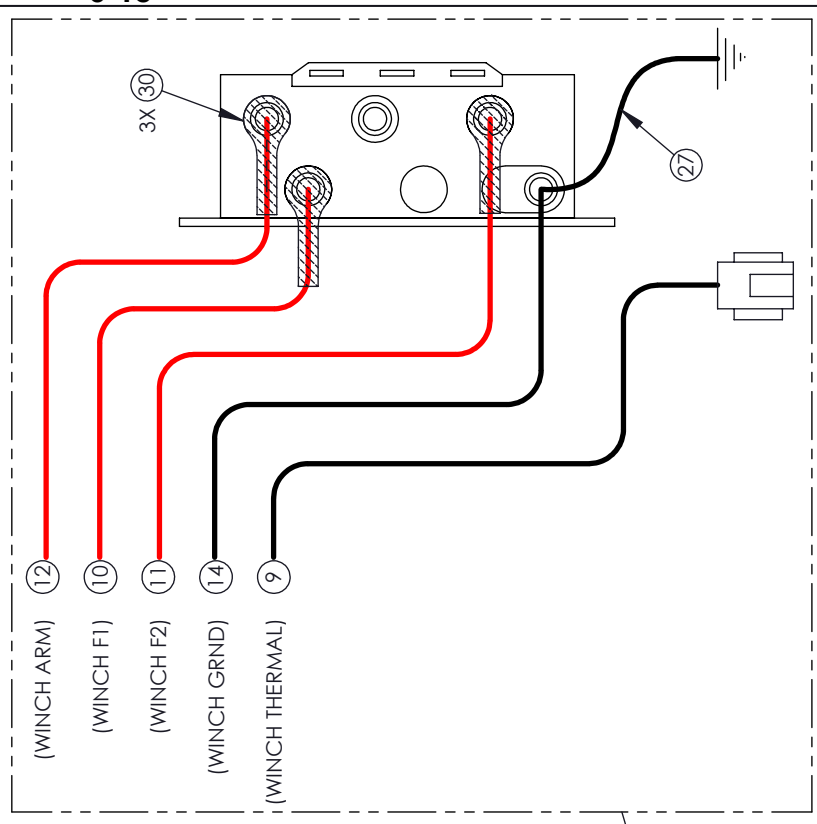 3X 30
27
12 (WINCH ARM)
10 (WINCH F1)
11 (WINCH F2)
14 (WINCH GRND)
9 (WINCH THERMAL)